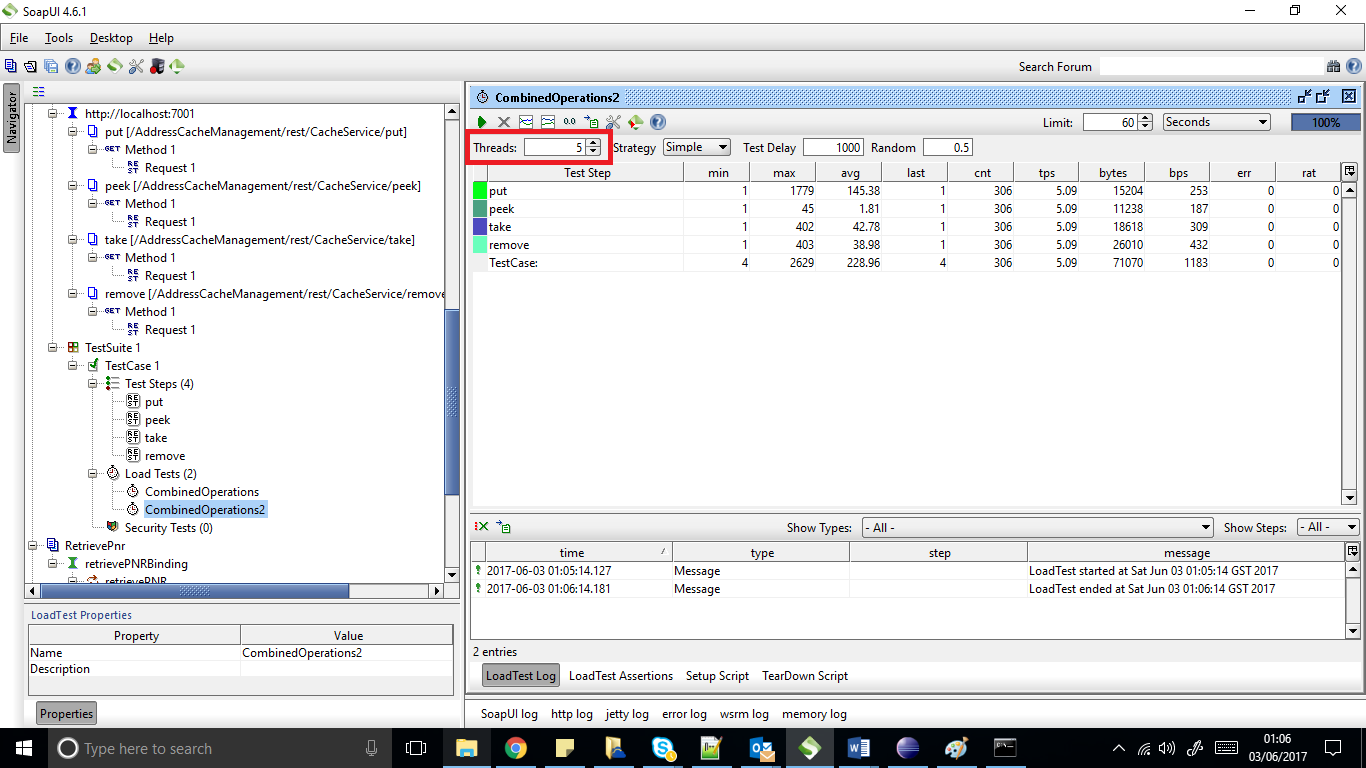 SoapUI 4.6.1
File Tools Desktop Help
Search Forum
Navigator
http://localhost:7001
put [/AddressCacheManagement/rest/CacheService/put]
GET Method 1
REST Request 1
peek [/AddressCacheManagement/rest/CacheService/peek]
GET Method 1
REST Request 1
take [/AddressCacheManagement/rest/CacheService/take]
GET Method 1
REST Request 1
remove [/AddressCacheManagement/rest/CacheService/remove
GET Method 1
REST Request 1
TestSuite 1
TestCase 1
Test Steps (4)
REST put
REST peek
REST take
REST remove
Load Tests (2)
CombinedOperations
CombinedOperations2
Security Tests (0)
RetrievePnr
retrievePNRBinding
retrievePNR
LoadTest Properties
Property Value
Name CombinedOperations2
Description
Properties
CombinedOperations2
0.0
Limit: 60 Seconds 100%
Threads: 5 Strategy Simple Test Delay 1000 Random 0.5
Test Step min max avg last cnt tps bytes bps err rat
put 1 1779 145.38 1 306 5.09 15204 253 0 0
peek 1 45 1.81 1 306 5.09 11238 187 0 0
take 1 402 42.78 1 306 5.09 18618 309 0 0
remove 1 403 38.98 1 306 5.09 26010 432 0 0
TestCase: 4 2629 228.96 4 306 5.09 71070 1183 0 0
Show Types: - All - Show Steps: - All -
time type step message
2017-06-03 01:05:14.127 Message LoadTest started at Sat Jun 03 01:05:14 GST 2017
2017-06-03 01:06:14.181 Message LoadTest ended at Sat Jun 03 01:06:14 GST 2017
2 entries
LoadTest Log LoadTest Assertions Setup Script TearDown Script
SoapUI log http log jetty log error log wsrm log memory log
Type here to search
01:06
03/06/2017